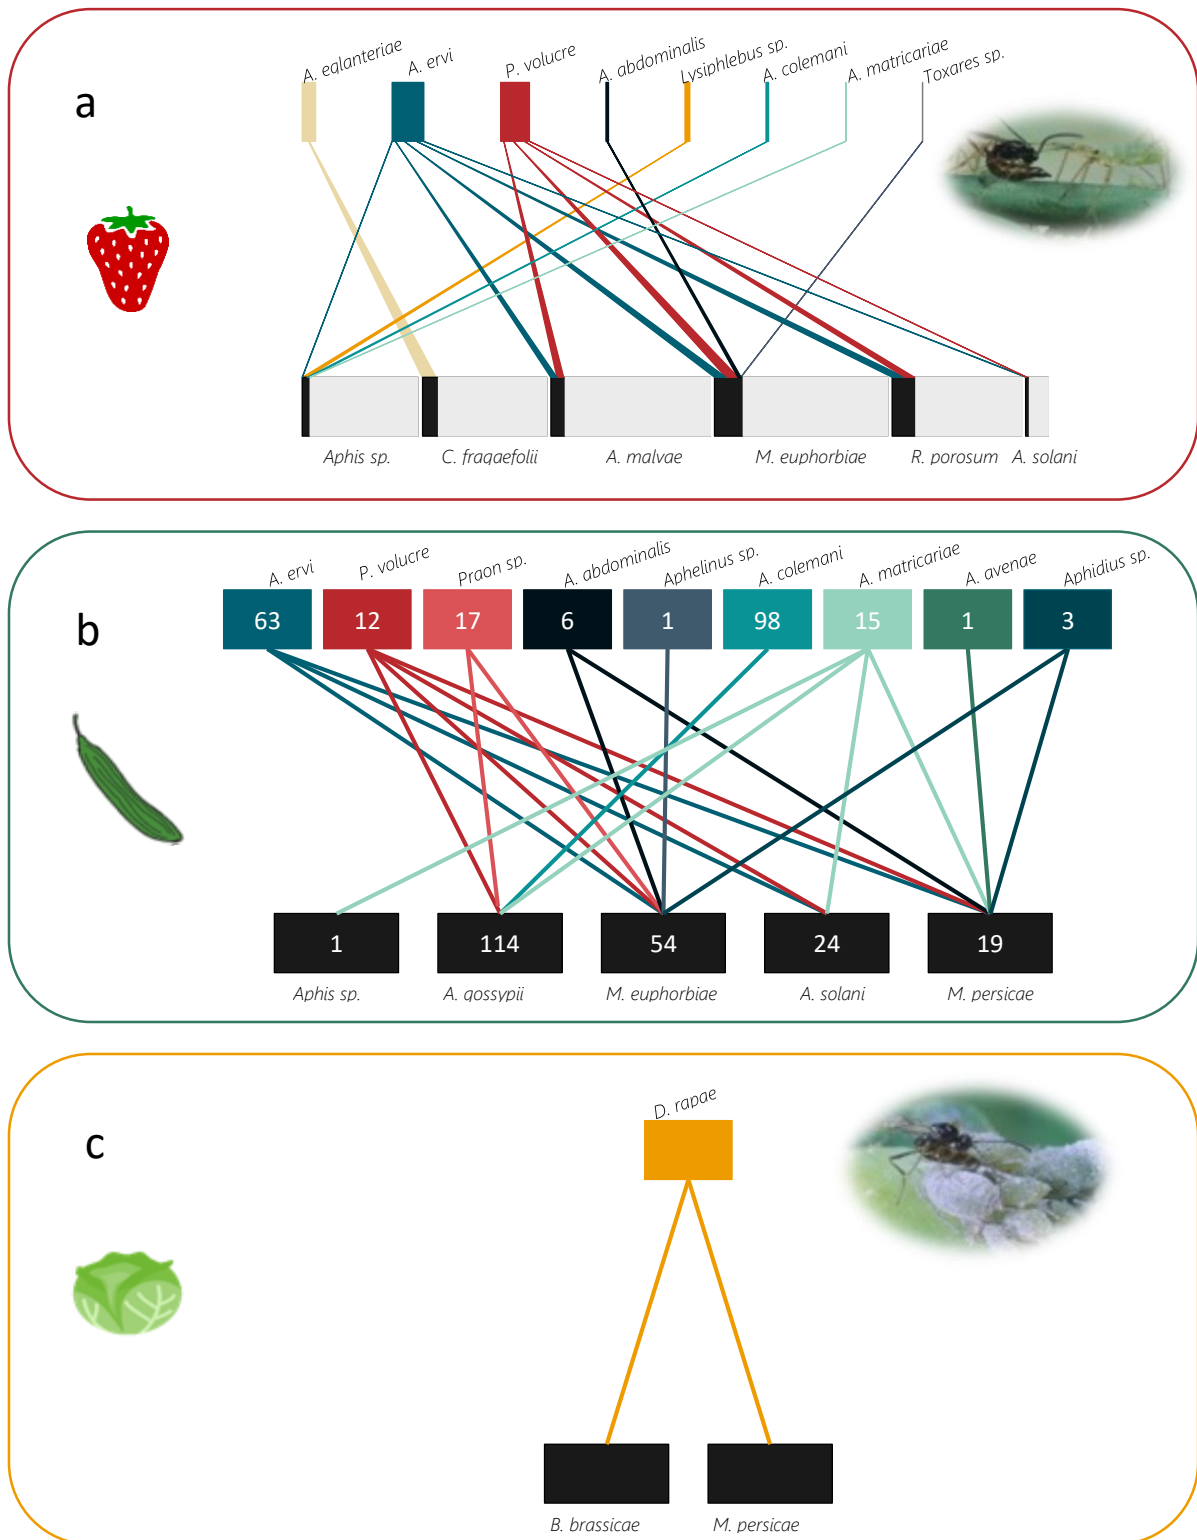 a
A. eglanteriae A. ervi P. volucre A. abdominalis Lysiphlebus sp. A. colemani A. matricariae Toxares sp.
Aphis sp. C. fragaefolii A. malvae M. euphorbiae R. porosum A. solani
b
A. ervi P. volucre Praon sp. A. abdominalis Aphelinus sp. A. colemani A. matricariae A. avenae Aphidius sp.
63 12 17 6 1 98 15 1 3
1 114 54 24 19
Aphis sp. A. gossypii M. euphorbiae A. solani M. persicae
c
D. rapae
B. brassicae M. persicae